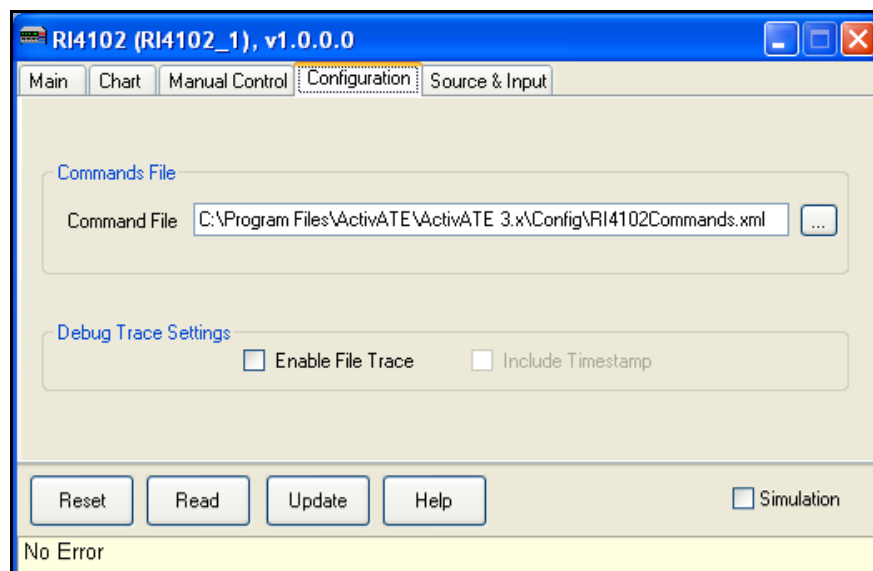 RI4102 (RI4102_1), v1.0.0.0
Main Chart Manual Control Configuration Source & Input
Commands File
Command File C:\Program Files\ActivATE\ActivATE 3.x\Config\RI4102Commands.xml ...
Debug Trace Settings
Enable File Trace Include Timestamp
Reset Read Update Help Simulation
No Error